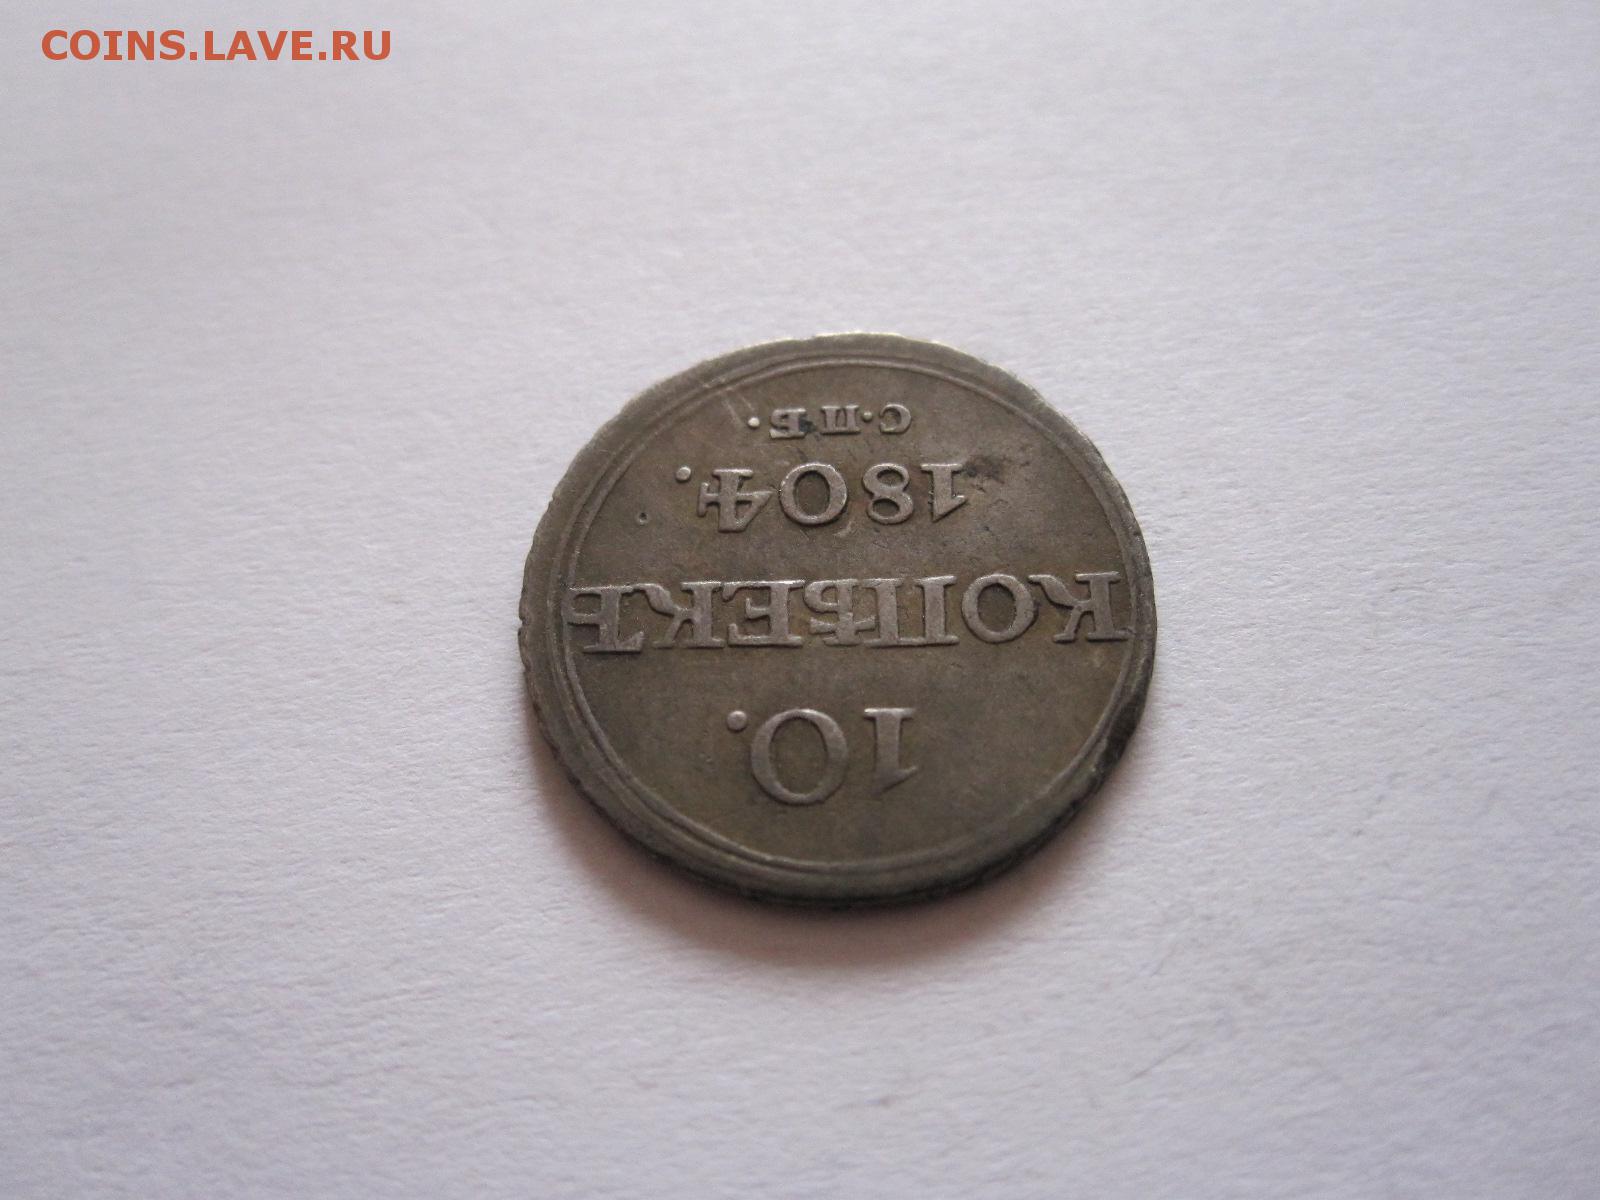 COINS.LAVE.RU
10.
КОПѢЕКЪ
1804.
С·П Б.